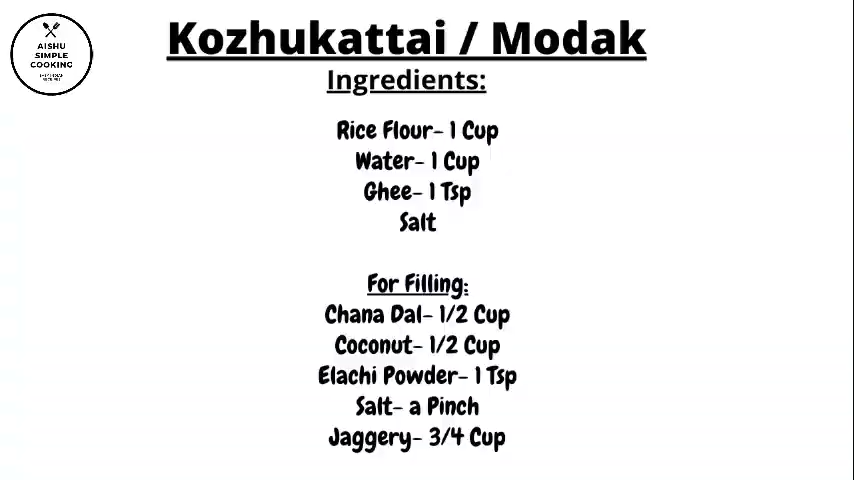 AISHU
SIMPLE
COOKING
Kozhukattai / Modak
Ingredients:
Rice Flour- 1 Cup
Water- 1 Cup
Ghee- 1 Tsp
Salt
For Filling:
Chana Dal- 1/2 Cup
Coconut- 1/2 Cup
Elachi Powder- 1 Tsp
Salt- a Pinch
Jaggery- 3/4 Cup